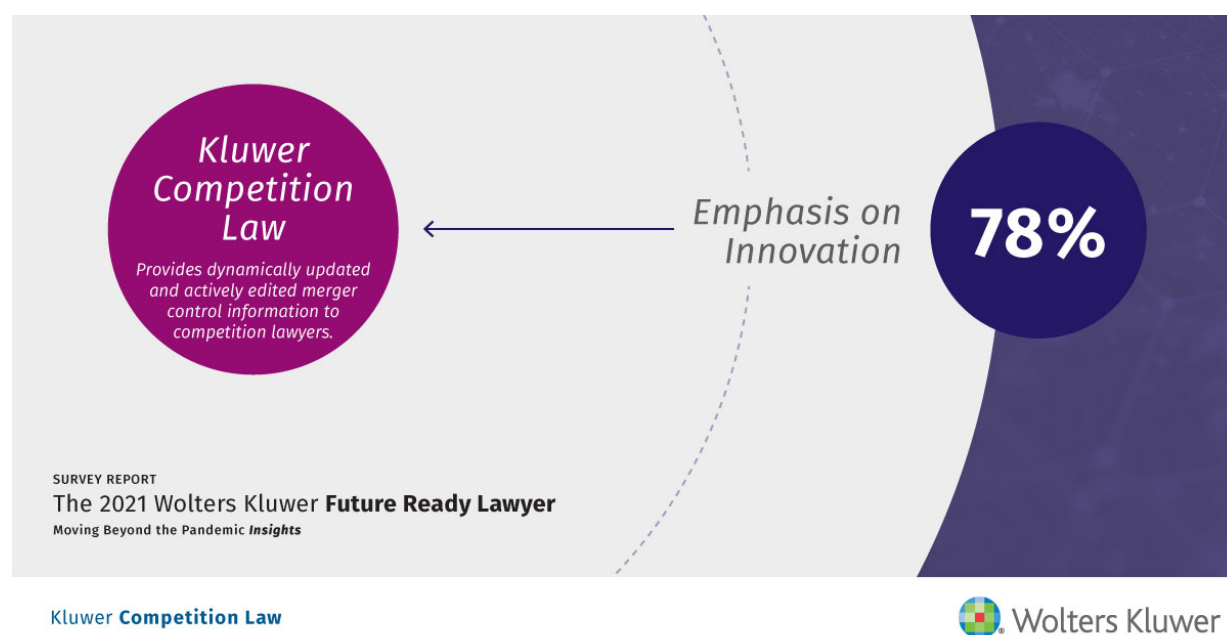 Kluwer
Competition
Law
Provides dynamically updated
and actively edited merger
control information to
competition lawyers.
Emphasis on
Innovation
78%
SURVEY REPORT
The 2021 Wolters Kluwer Future Ready Lawyer
Moving Beyond the Pandemic Insights
Kluwer Competition Law
Wolters Kluwer